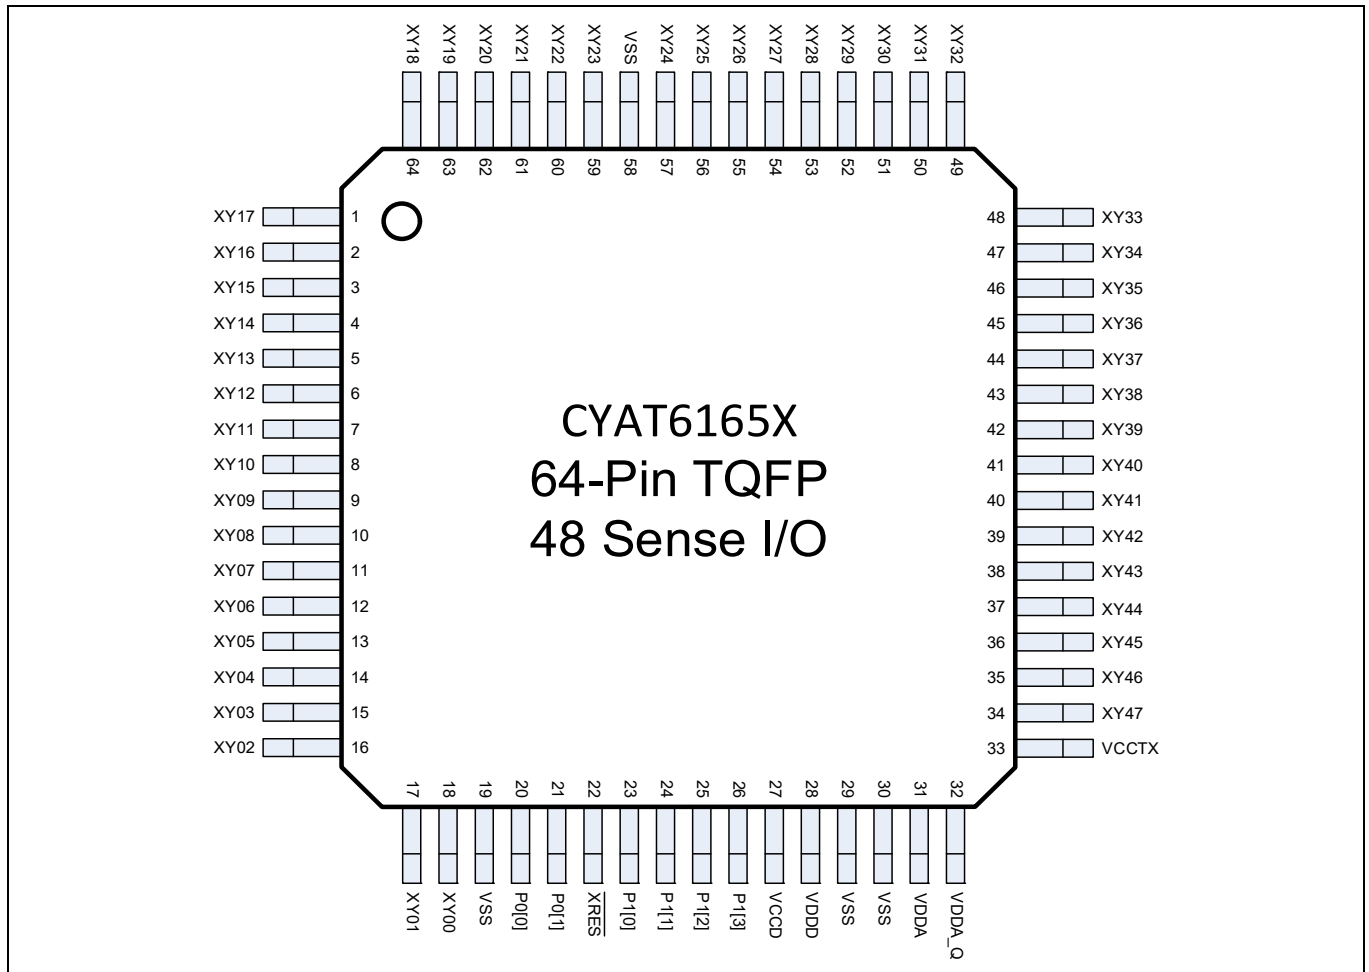 XY18 XY19 XY20 XY21 XY22 XY23 VSS XY24 XY25 XY26 XY27 XY28 XY29 XY30 XY31 XY32
64 63 62 61 60 59 58 57 56 55 54 53 52 51 50 49
XY17 1 48 XY33
XY16 2 47 XY34
XY15 3 46 XY35
XY14 4 45 XY36
XY13 5 44 XY37
XY12 6 43 XY38
XY11 7 42 XY39
XY10 8 41 XY40
XY09 9 40 XY41
XY08 10 39 XY42
XY07 11 38 XY43
XY06 12 37 XY44
XY05 13 36 XY45
XY04 14 35 XY46
XY03 15 34 XY47
XY02 16 33 VCCTX
CYAT6165X
64-Pin TQFP
48 Sense I/O
17 18 19 20 21 22 23 24 25 26 27 28 29 30 31 32
XY01 XY00 VSS P0[0] P0[1] XRES P1[0] P1[1] P1[2] P1[3] VCCD VDDD VSS VSS VDDA VDDA_Q